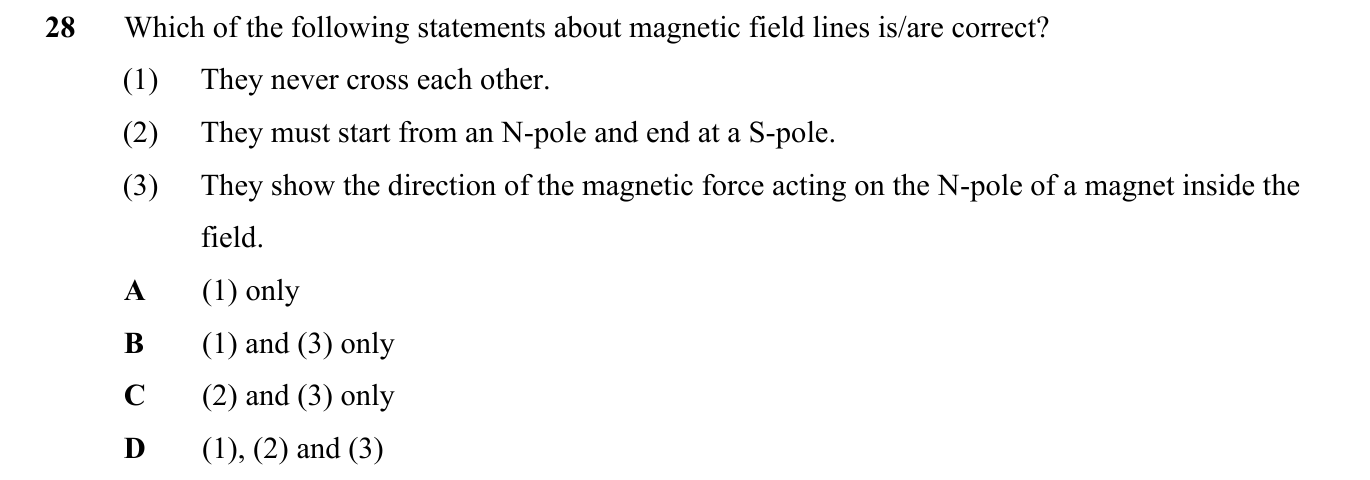 28 Which of the following statements about magnetic field lines is/are correct?
(1) They never cross each other.
(2) They must start from an N-pole and end at a S-pole.
(3) They show the direction of the magnetic force acting on the N-pole of a magnet inside the
field.
A (1) only
B (1) and (3) only
C (2) and (3) only
D (1), (2) and (3)